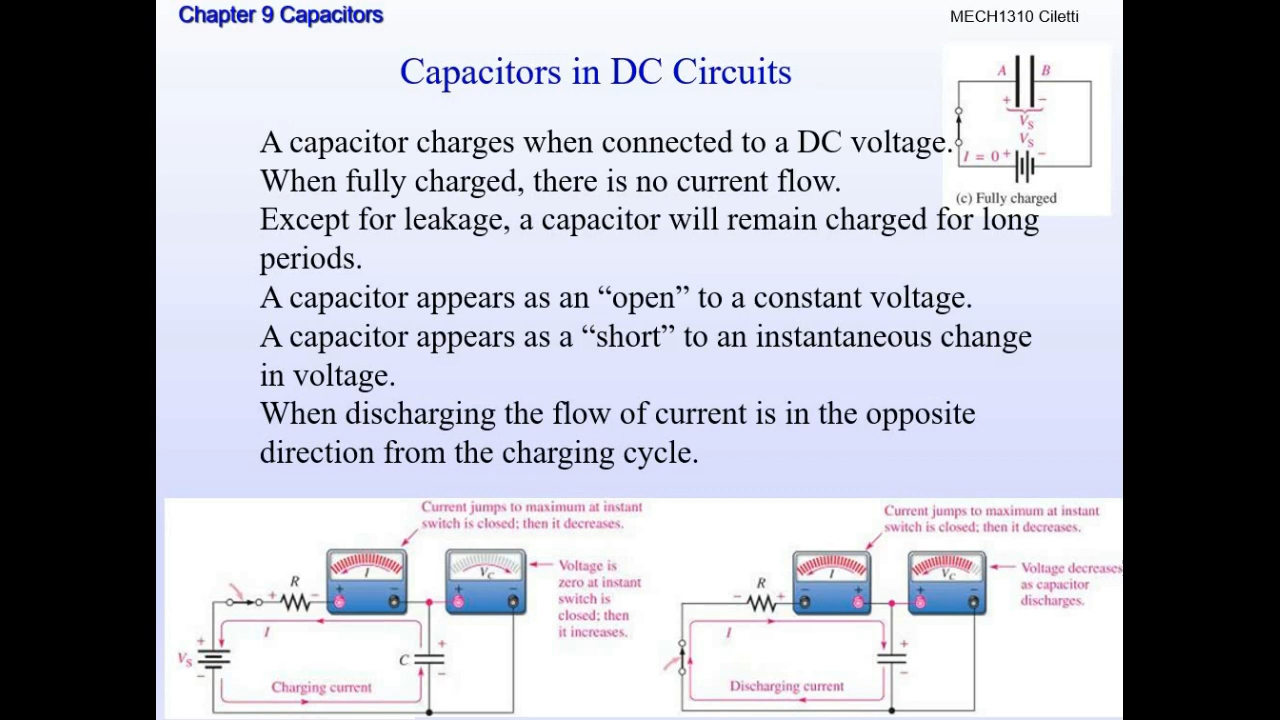 Chapter 9 Capacitors
MECH1310 Ciletti
Capacitors in DC Circuits
A B
+ −
VS
VS
I = 0 + −
(c) Fully charged
A capacitor charges when connected to a DC voltage.
When fully charged, there is no current flow.
Except for leakage, a capacitor will remain charged for long
periods.
A capacitor appears as an “open” to a constant voltage.
A capacitor appears as a “short” to an instantaneous change
in voltage.
When discharging the flow of current is in the opposite
direction from the charging cycle.
Current jumps to maximum at instant
switch is closed; then it decreases.
I
VC
+ −
+ −
R
+ −
Voltage is
zero at instant
switch is
closed; then
it increases.
I
+
VS
−
C
+
−
Charging current
Current jumps to maximum at instant
switch is closed; then it decreases.
I
VC
− +
+ −
R
− +
Voltage decreases
as capacitor
discharges.
I
+
−
Discharging current